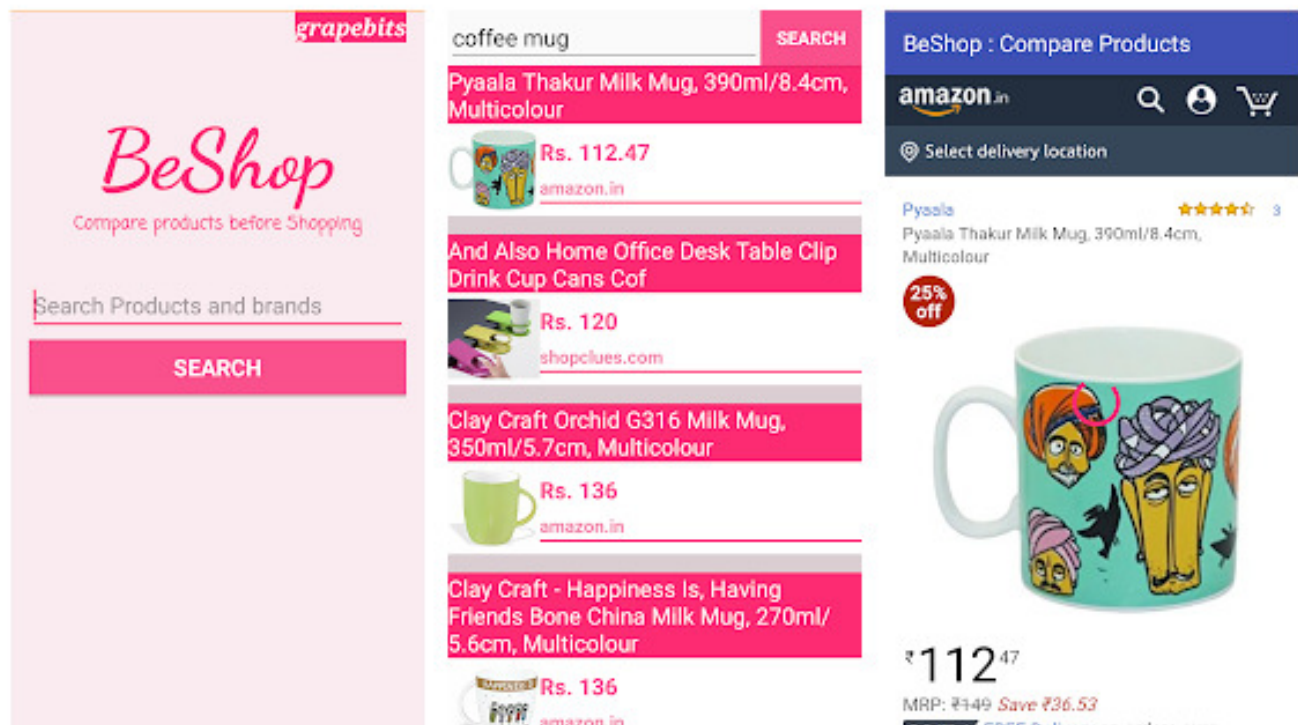 grapebits
BeShop
Compare products before Shopping
Search Products and brands
SEARCH
coffee mug
SEARCH
Pyaala Thakur Milk Mug, 390ml/8.4cm,
Multicolour
Rs. 112.47
amazon.in
And Also Home Office Desk Table Clip
Drink Cup Cans Cof
Rs. 120
shopclues.com
Clay Craft Orchid G316 Milk Mug,
350ml/5.7cm, Multicolour
Rs. 136
amazon.in
Clay Craft - Happiness Is, Having
Friends Bone China Milk Mug, 270ml/
5.6cm, Multicolour
Rs. 136
amazon.in
BeShop : Compare Products
amazon.in
Select delivery location
Pyaala 3
Pyaala Thakur Milk Mug, 390ml/8.4cm,
Multicolour
25%
off
₹112 47
MRP: ₹149 Save ₹36.53